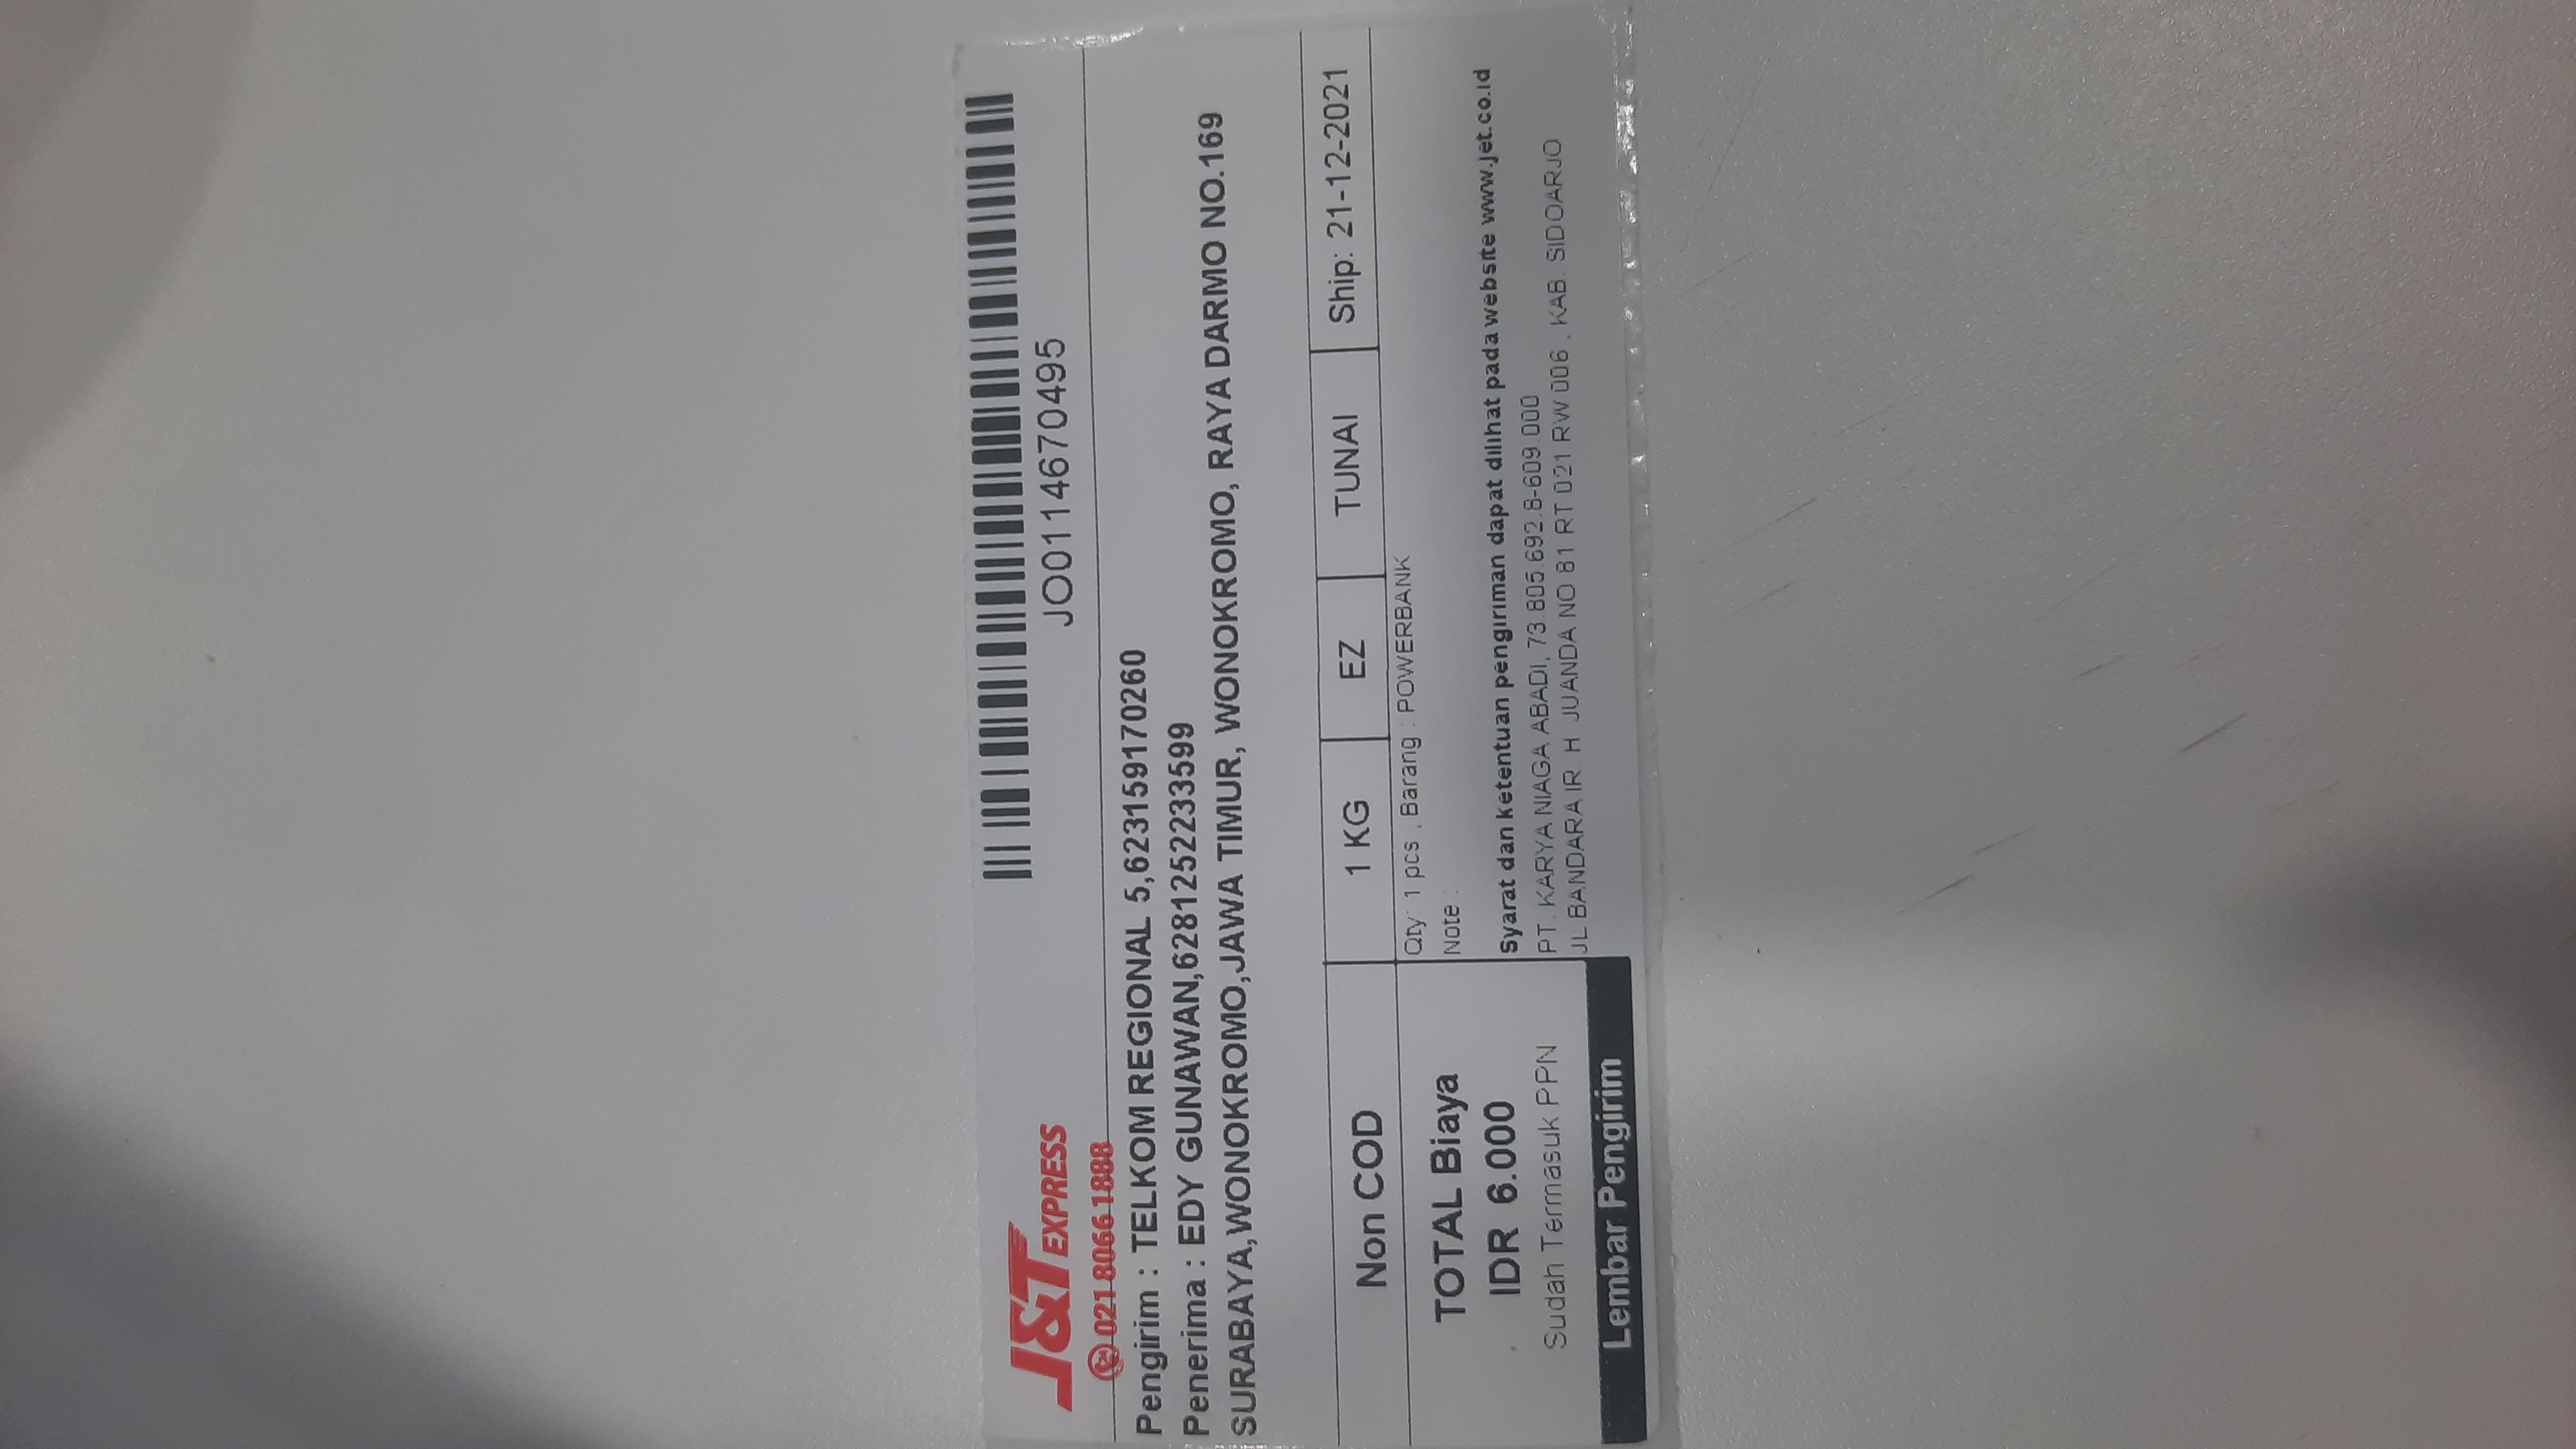 J&T EXPRESS
JO0114670495
021 8066 1888
Pengirim : TELKOM REGIONAL 5,623159170260
Penerima : EDY GUNAWAN,6281252233599
SURABAYA,WONOKROMO,JAWA TIMUR, WONOKROMO, RAYA DARMO NO.169
Non COD
1 KG
EZ
TUNAI
Ship: 21-12-2021
Qty: 1 pcs , Barang : POWERBANK
Note :
TOTAL Biaya
IDR 6.000
Sudah Termasuk PPN
Lembar Pengirim
Syarat dan ketentuan pengiriman dapat dilihat pada website www.jet.co.id
PT. KARYA NIAGA ABADI, 73.805.692.8-609.000
JL BANDARA IR. H. JUANDA NO 81 RT 021 RW 006 , KAB. SIDOARJO